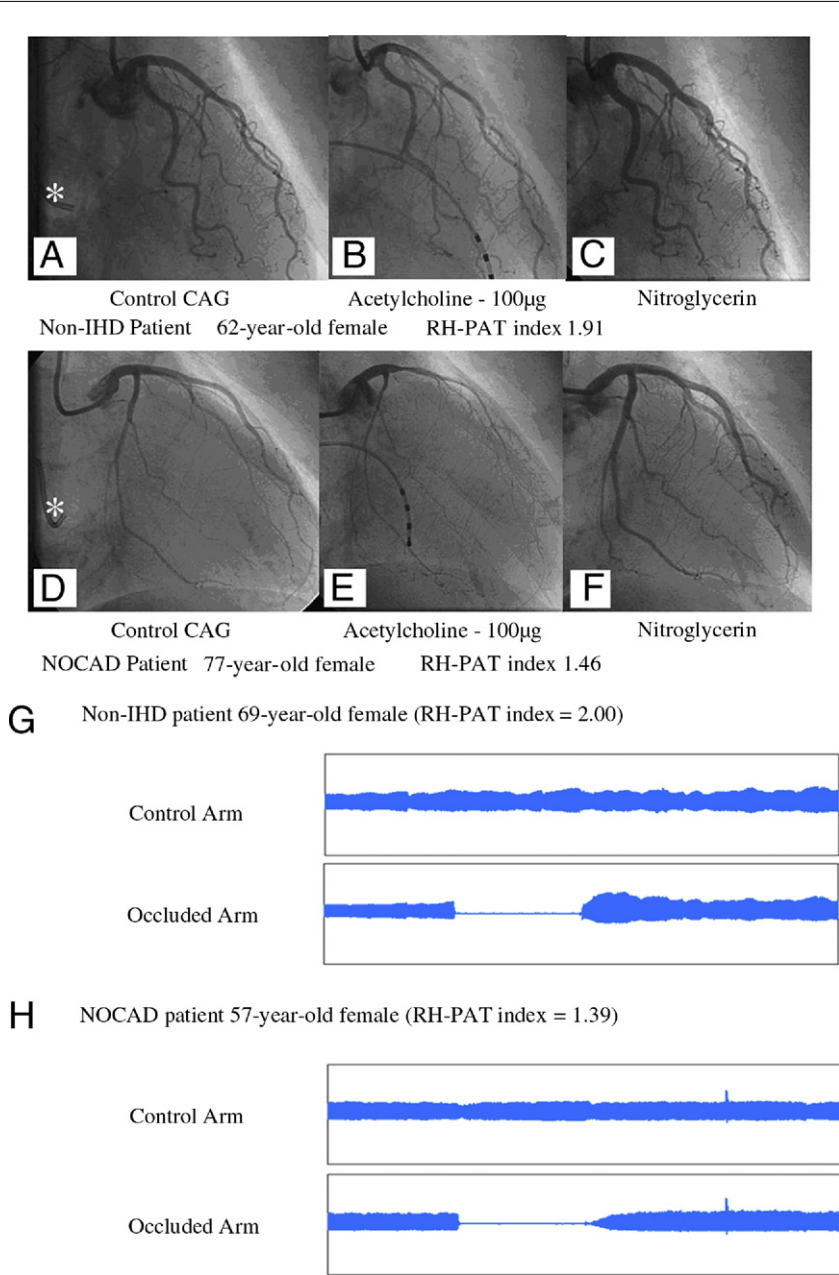 *
A B C
Control CAG Acetylcholine - 100µg Nitroglycerin
Non-IHD Patient 62-year-old female RH-PAT index 1.91
*
D E F
Control CAG Acetylcholine - 100µg Nitroglycerin
NOCAD Patient 77-year-old female RH-PAT index 1.46
G Non-IHD patient 69-year-old female (RH-PAT index = 2.00)
Control Arm
Occluded Arm
H NOCAD patient 57-year-old female (RH-PAT index = 1.39)
Control Arm
Occluded Arm